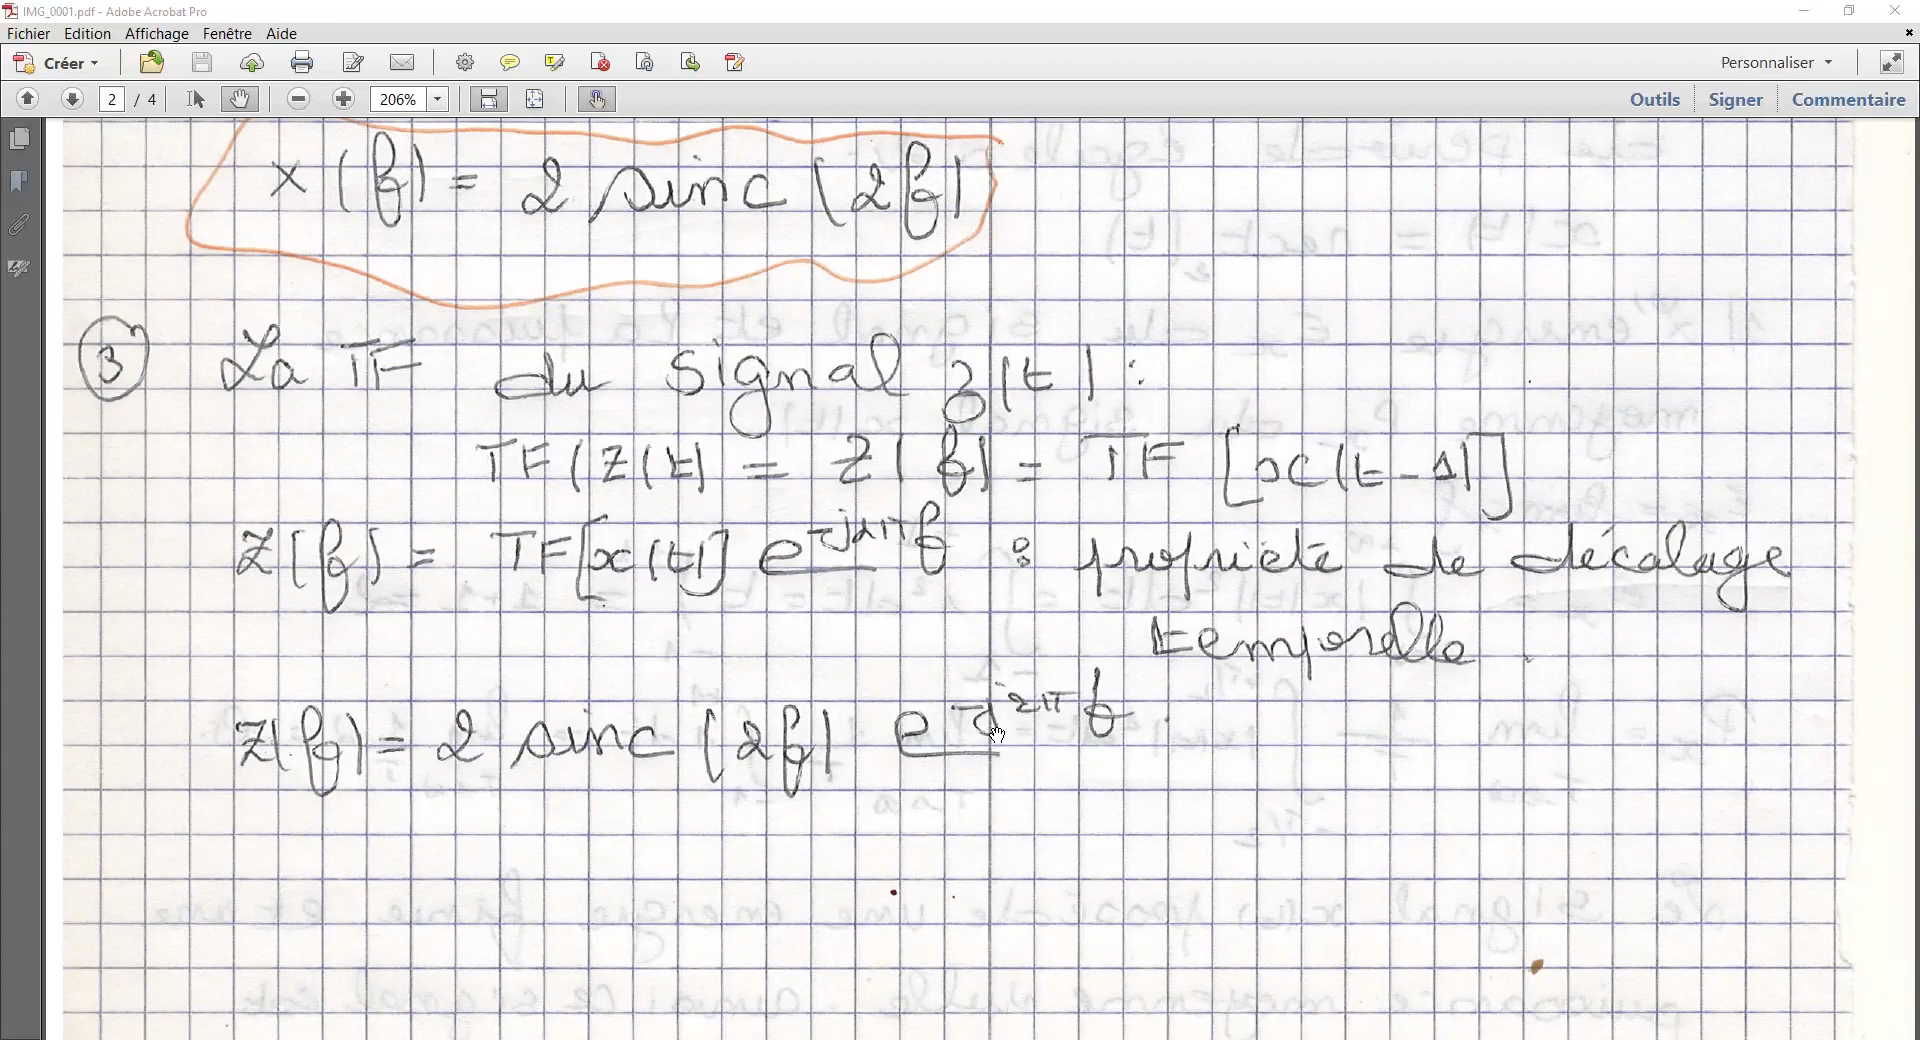 IMG_0001.pdf - Adobe Acrobat Pro
Fichier Edition Affichage Fenêtre Aide
Créer Personnaliser
2 / 4 206% Outils Signer Commentaire
X(f) = 2 sinc (2f)
3 La TF du signal z(t) :
TF(Z(t) = Z(f) = TF [x(t-1)]
Z(f) = TF[x(t)] e^-j2πf : propriété de décalage
temporelle.
Z(f) = 2 sinc (2f) e^-j2πf.